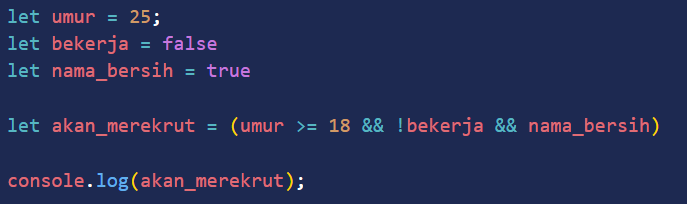 let umur = 25;
let bekerja = false
let nama_bersih = true
let akan_merekrut = (umur >= 18 && !bekerja && nama_bersih)
console.log(akan_merekrut);